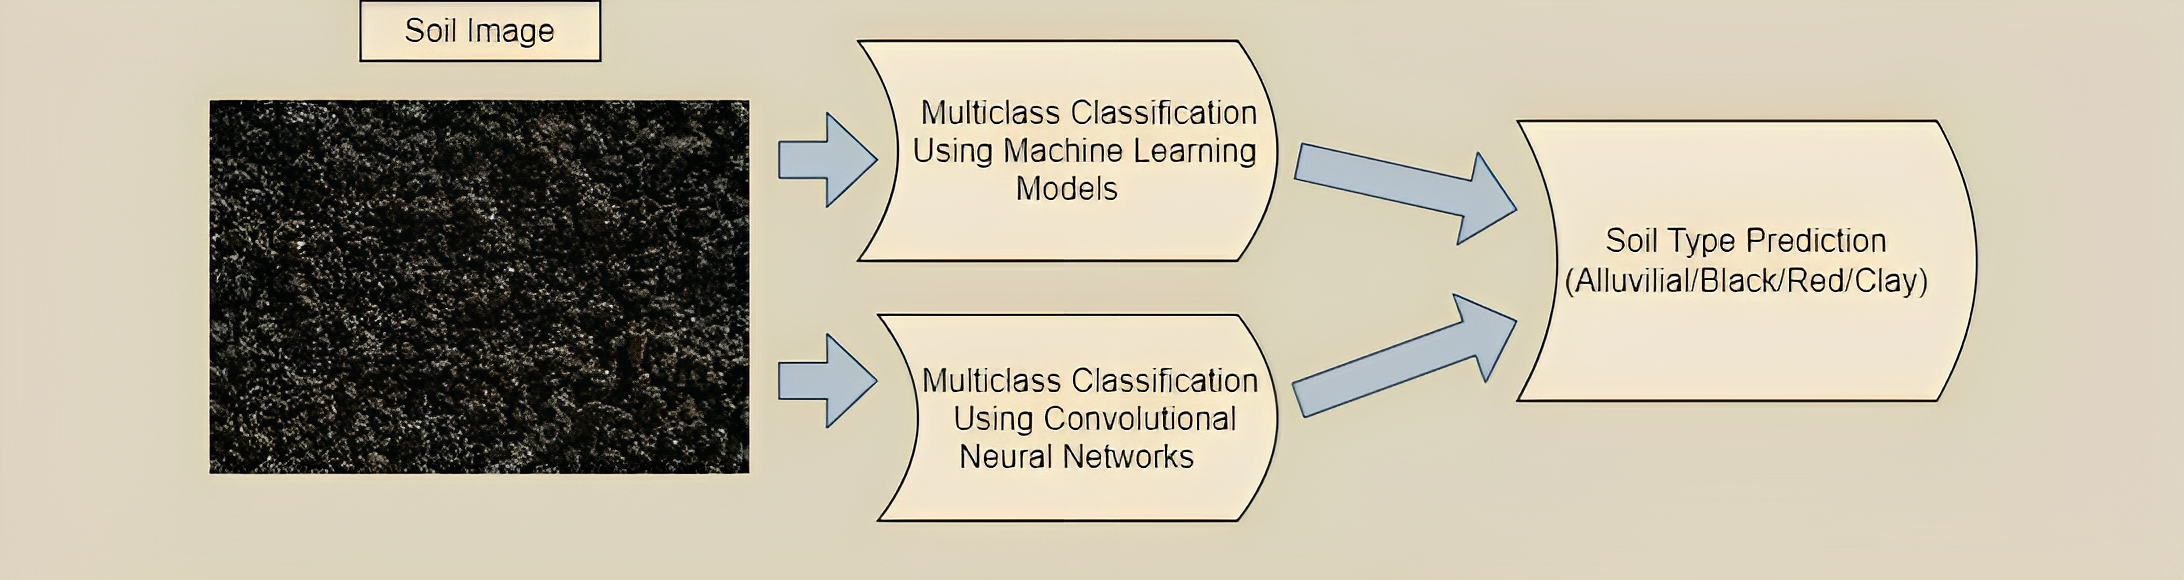 Soil Image
Multiclass Classification
Using Machine Learning
Models
Multiclass Classification
Using Convolutional
Neural Networks
Soil Type Prediction
(Alluvilial/Black/Red/Clay)